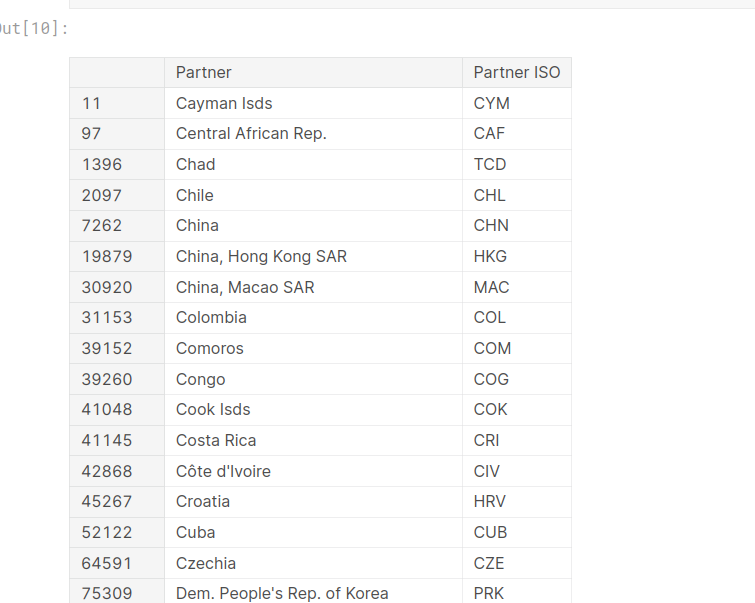 Out[10]:
Partner Partner ISO
11 Cayman Isds CYM
97 Central African Rep. CAF
1396 Chad TCD
2097 Chile CHL
7262 China CHN
19879 China, Hong Kong SAR HKG
30920 China, Macao SAR MAC
31153 Colombia COL
39152 Comoros COM
39260 Congo COG
41048 Cook Isds COK
41145 Costa Rica CRI
42868 Côte d'Ivoire CIV
45267 Croatia HRV
52122 Cuba CUB
64591 Czechia CZE
75309 Dem. People's Rep. of Korea PRK